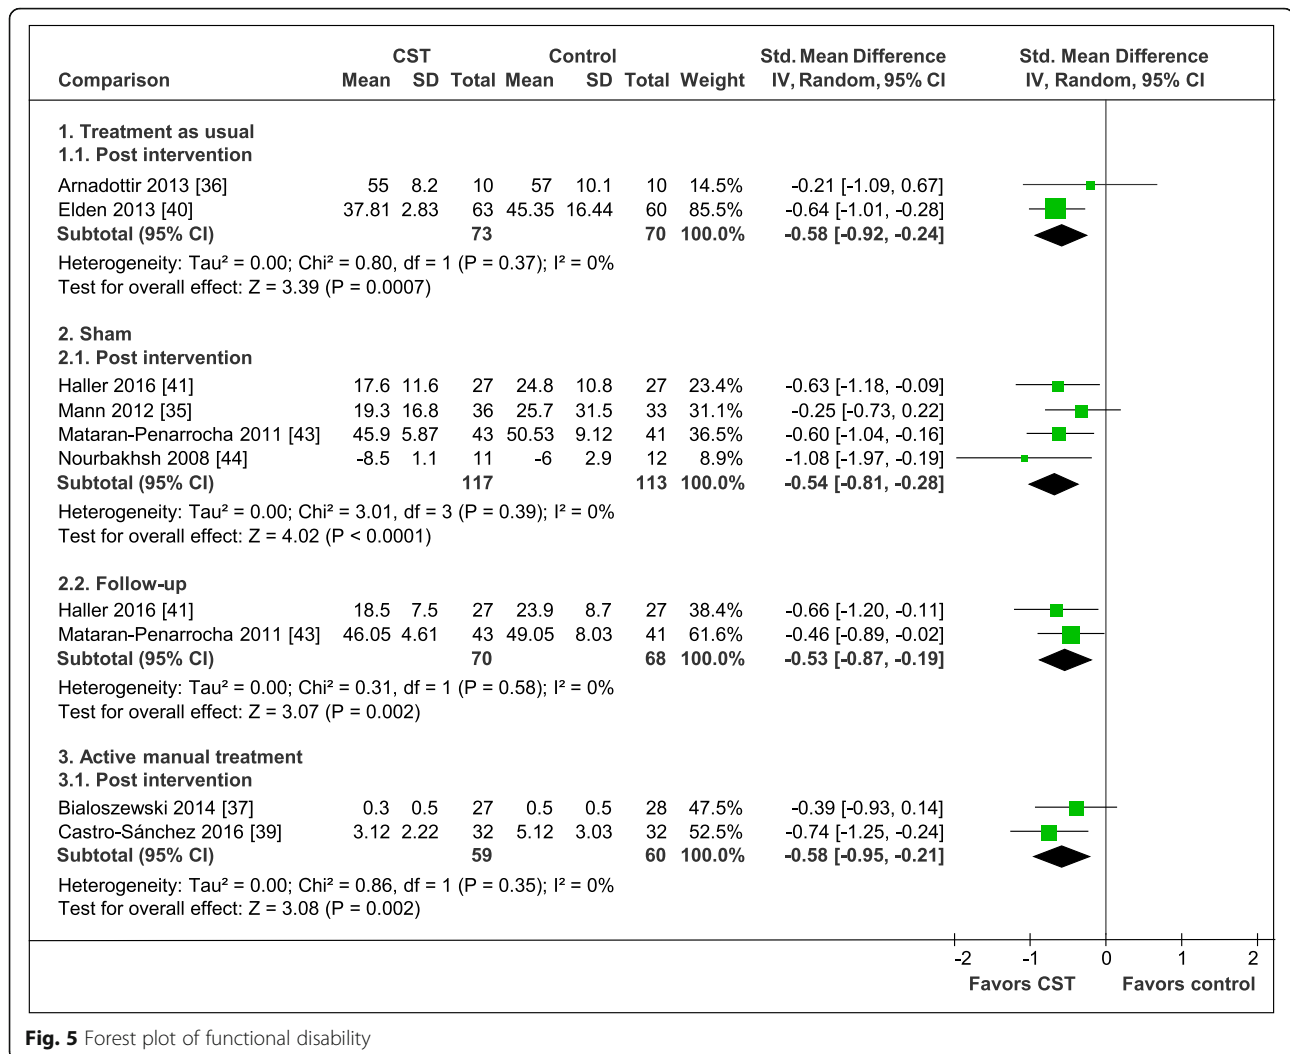 CST Control Std. Mean Difference Std. Mean Difference
Comparison Mean SD Total Mean SD Total Weight IV, Random, 95% CI IV, Random, 95% CI
1. Treatment as usual
1.1. Post intervention
Arnadottir 2013 [36] 55 8.2 10 57 10.1 10 14.5% -0.21 [-1.09, 0.67]
Elden 2013 [40] 37.81 2.83 63 45.35 16.44 60 85.5% -0.64 [-1.01, -0.28]
Subtotal (95% CI) 73 70 100.0% -0.58 [-0.92, -0.24]
Heterogeneity: Tau² = 0.00; Chi² = 0.80, df = 1 (P = 0.37); I² = 0%
Test for overall effect: Z = 3.39 (P = 0.0007)
2. Sham
2.1. Post intervention
Haller 2016 [41] 17.6 11.6 27 24.8 10.8 27 23.4% -0.63 [-1.18, -0.09]
Mann 2012 [35] 19.3 16.8 36 25.7 31.5 33 31.1% -0.25 [-0.73, 0.22]
Mataran-Penarrocha 2011 [43] 45.9 5.87 43 50.53 9.12 41 36.5% -0.60 [-1.04, -0.16]
Nourbakhsh 2008 [44] -8.5 1.1 11 -6 2.9 12 8.9% -1.08 [-1.97, -0.19]
Subtotal (95% CI) 117 113 100.0% -0.54 [-0.81, -0.28]
Heterogeneity: Tau² = 0.00; Chi² = 3.01, df = 3 (P = 0.39); I² = 0%
Test for overall effect: Z = 4.02 (P < 0.0001)
2.2. Follow-up
Haller 2016 [41] 18.5 7.5 27 23.9 8.7 27 38.4% -0.66 [-1.20, -0.11]
Mataran-Penarrocha 2011 [43] 46.05 4.61 43 49.05 8.03 41 61.6% -0.46 [-0.89, -0.02]
Subtotal (95% CI) 70 68 100.0% -0.53 [-0.87, -0.19]
Heterogeneity: Tau² = 0.00; Chi² = 0.31, df = 1 (P = 0.58); I² = 0%
Test for overall effect: Z = 3.07 (P = 0.002)
3. Active manual treatment
3.1. Post intervention
Bialoszewski 2014 [37] 0.3 0.5 27 0.5 0.5 28 47.5% -0.39 [-0.93, 0.14]
Castro-Sánchez 2016 [39] 3.12 2.22 32 5.12 3.03 32 52.5% -0.74 [-1.25, -0.24]
Subtotal (95% CI) 59 60 100.0% -0.58 [-0.95, -0.21]
Heterogeneity: Tau² = 0.00; Chi² = 0.86, df = 1 (P = 0.35); I² = 0%
Test for overall effect: Z = 3.08 (P = 0.002)
-2 -1 0 1 2
Favors CST Favors control
Fig. 5 Forest plot of functional disability